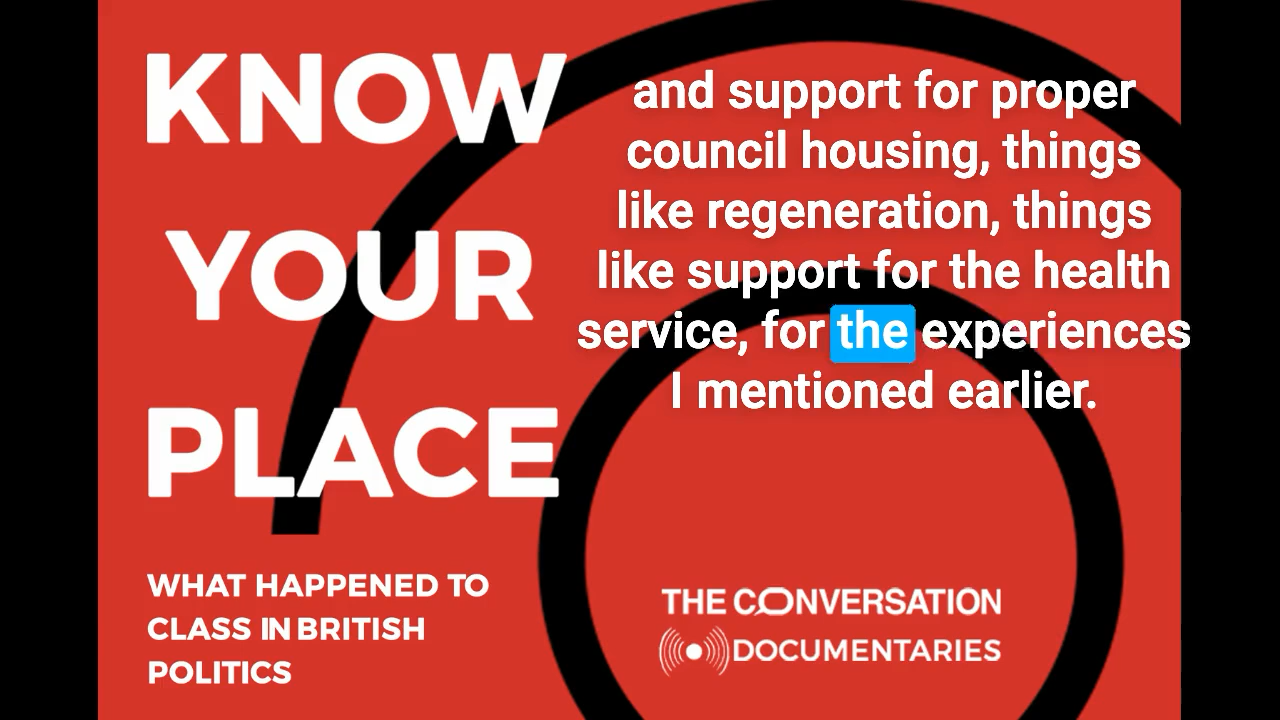 KNOW
YOUR
PLACE
WHAT HAPPENED TO
CLASS IN BRITISH
POLITICS
and support for proper
council housing, things
like regeneration, things
like support for the health
service, for the experiences
I mentioned earlier.
THE CONVERSATION
DOCUMENTARIES